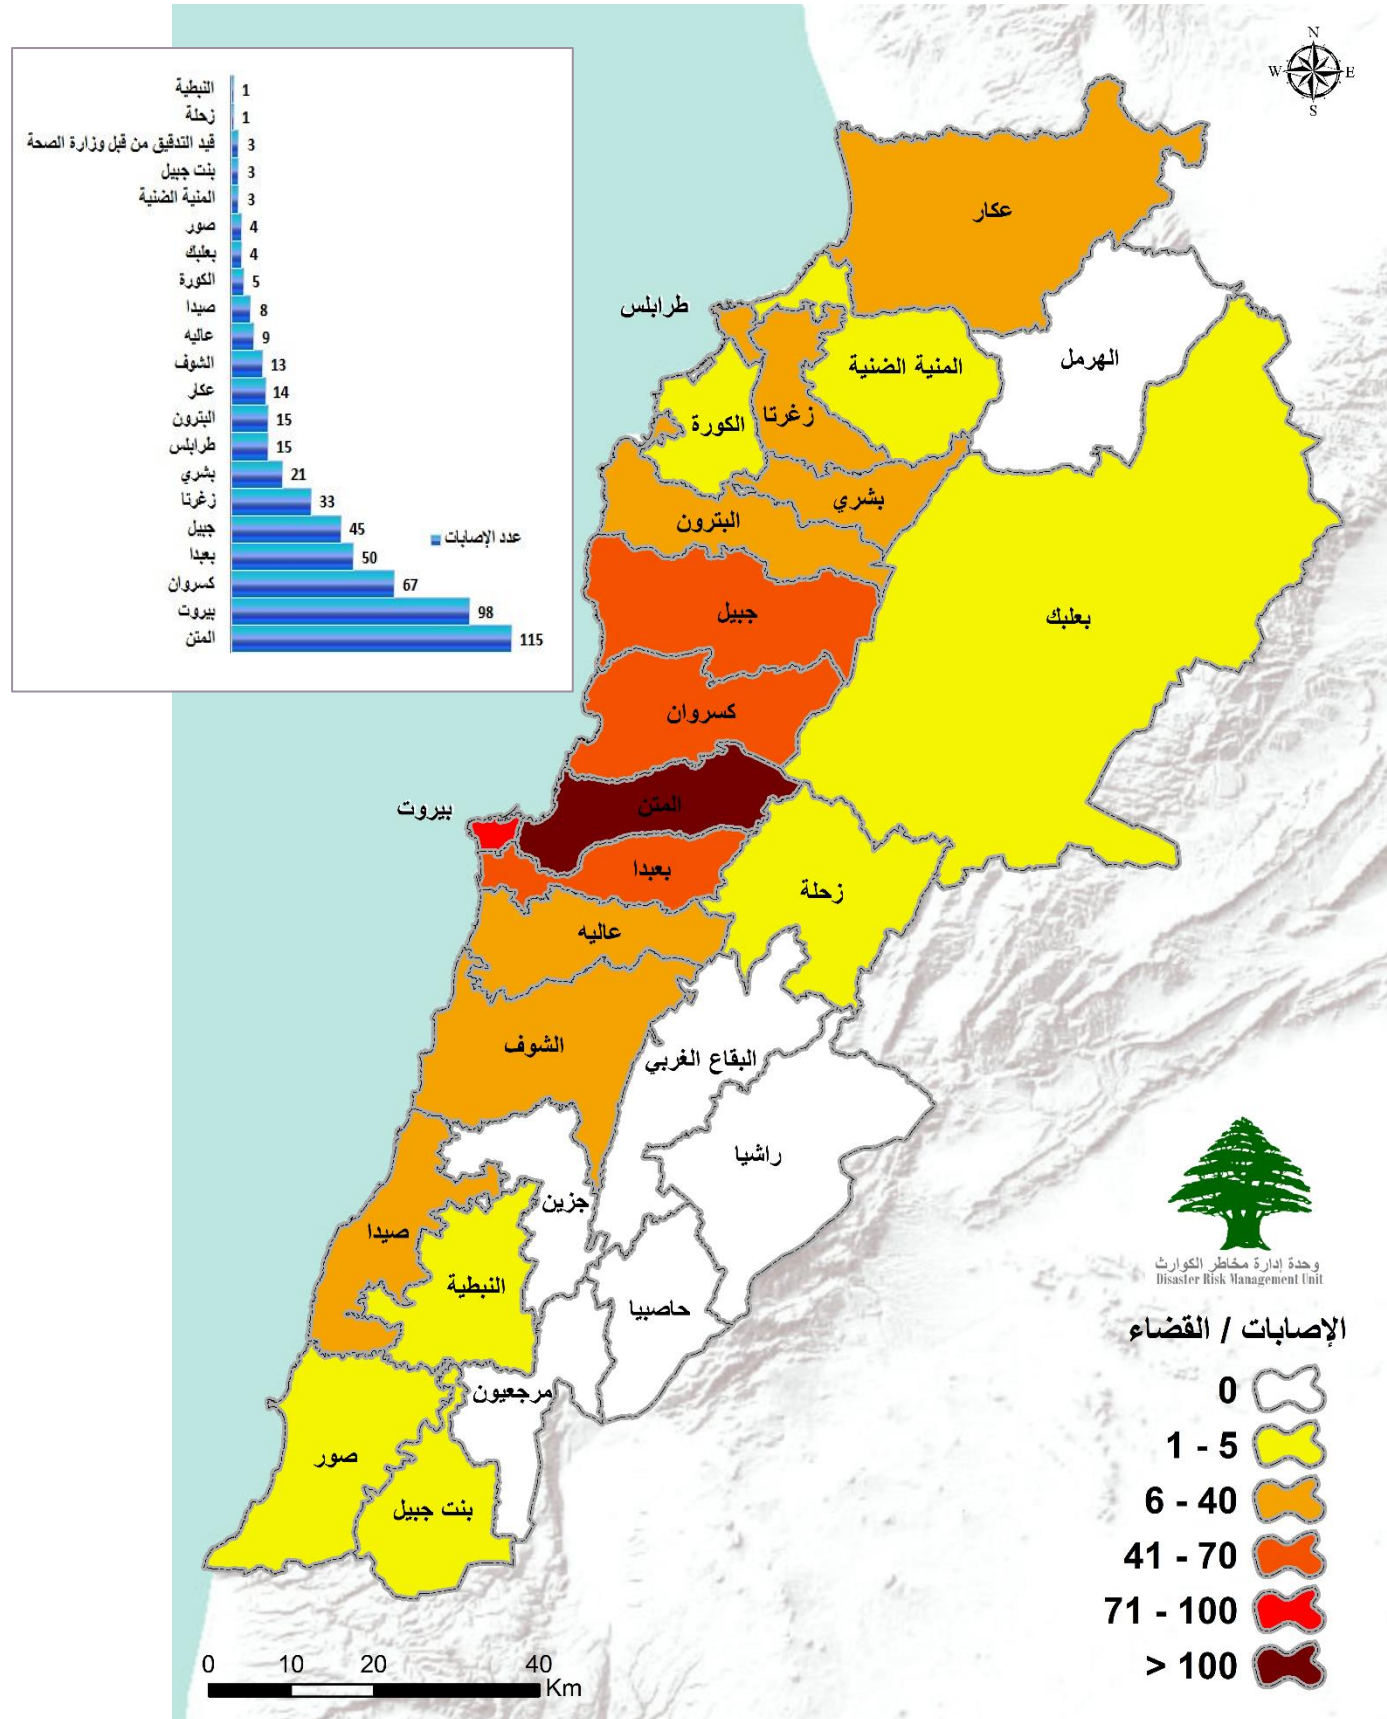 N
W E
S
النبطية 1
زحلة 1
قيد التدقيق من قبل وزارة الصحة 3
بنت جبيل 3
المنية الضنية 3
صور 4
بعلبك 4
الكورة 5
صيدا 8
عاليه 9
الشوف 13
عكار 14
البترون 15
طرابلس 15
بشري 21
زغرتا 33
جبيل 45
بعبدا 50
كسروان 67
بيروت 98
المتن 115
عدد الإصابات
عكار
طرابلس
الهرمل
المنية الضنية
زغرتا
الكورة
بشري
البترون
جبيل
بعلبك
كسروان
المتن
بيروت
بعبدا
زحلة
عاليه
الشوف
البقاع الغربي
راشيا
جزين
صيدا
النبطية
حاصبيا
مرجعيون
صور
بنت جبيل
وحدة إدارة مخاطر الكوارث
Disaster Risk Management Unit
الإصابات / القضاء
0
1 - 5
6 - 40
41 - 70
71 - 100
> 100
0 10 20 40
Km